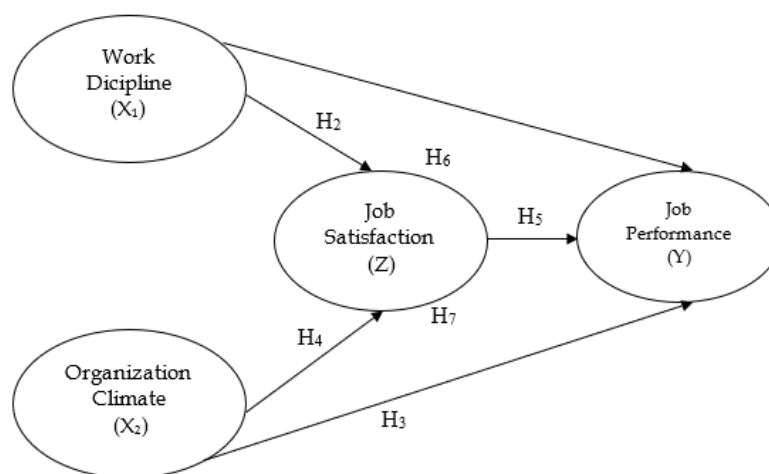 Work
Dicipline
(X₁)
H₂
H₆
Job
Satisfaction
(Z)
H₅
Job
Performance
(Y)
H₇
H₄
Organization
Climate
(X₂)
H₃